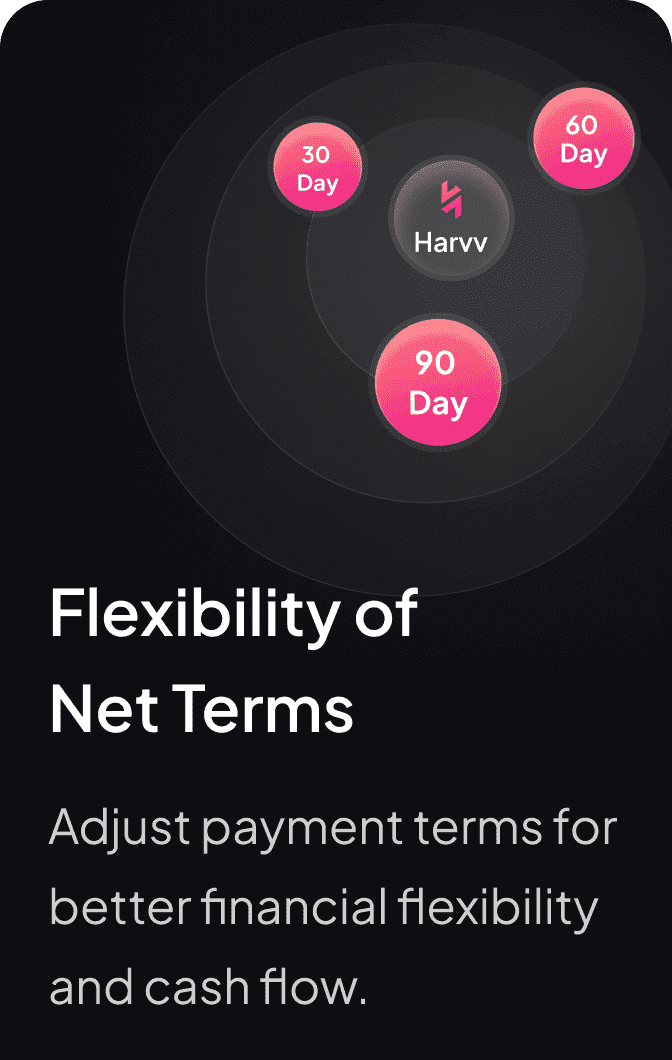 30
Day
60
Day
Harvv
90
Day
Flexibility of
Net Terms
Adjust payment terms for
better financial flexibility
and cash flow.